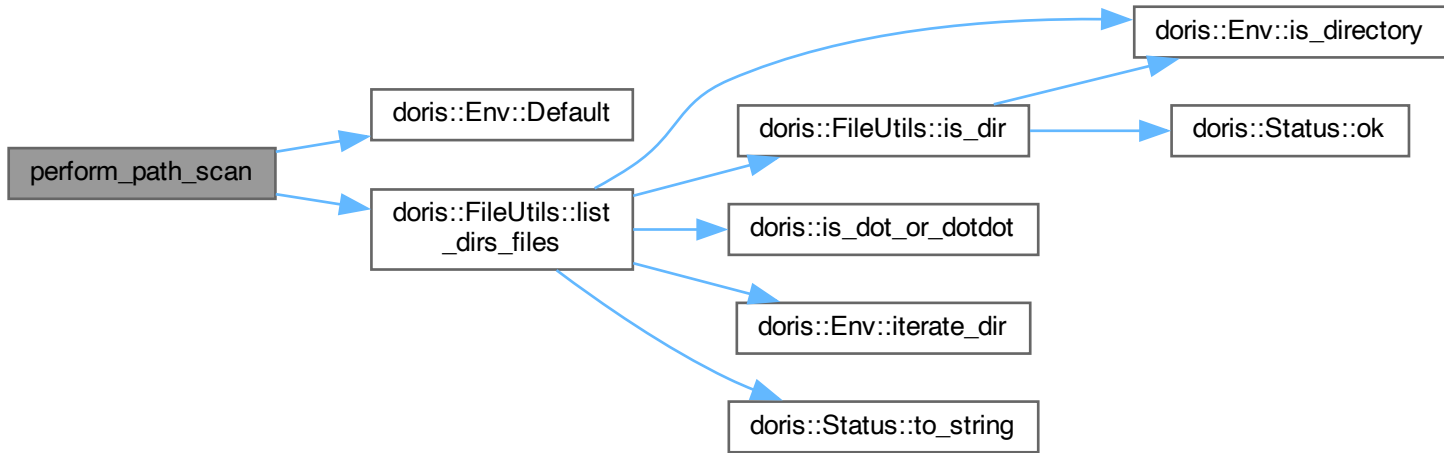 perform_path_scan
doris::Env::Default
doris::FileUtils::list
_dirs_files
doris::Env::is_directory
doris::FileUtils::is_dir
doris::Status::ok
doris::is_dot_or_dotdot
doris::Env::iterate_dir
doris::Status::to_string